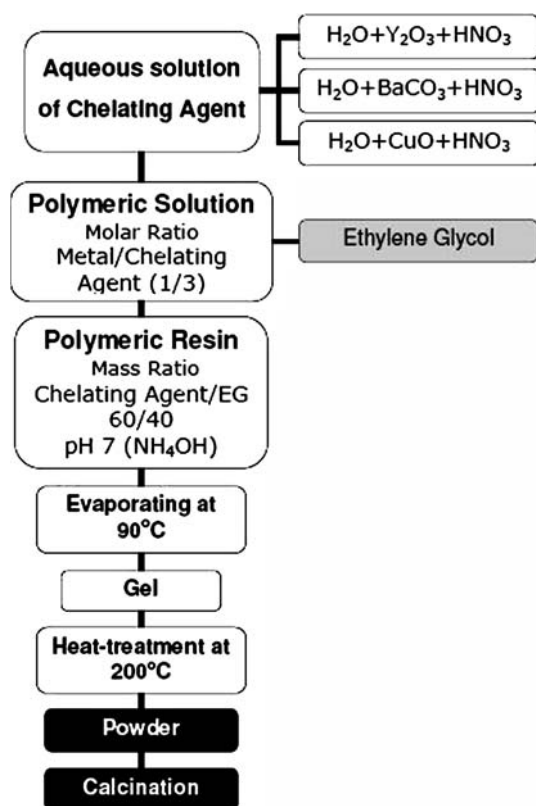 Aqueous solution
of Chelating Agent
H₂O+Y₂O₃+HNO₃
H₂O+BaCO₃+HNO₃
H₂O+CuO+HNO₃
Polymeric Solution
Molar Ratio
Metal/Chelating
Agent (1/3)
Ethylene Glycol
Polymeric Resin
Mass Ratio
Chelating Agent/EG
60/40
pH 7 (NH₄OH)
Evaporating at
90°C
Gel
Heat-treatment at
200°C
Powder
Calcination